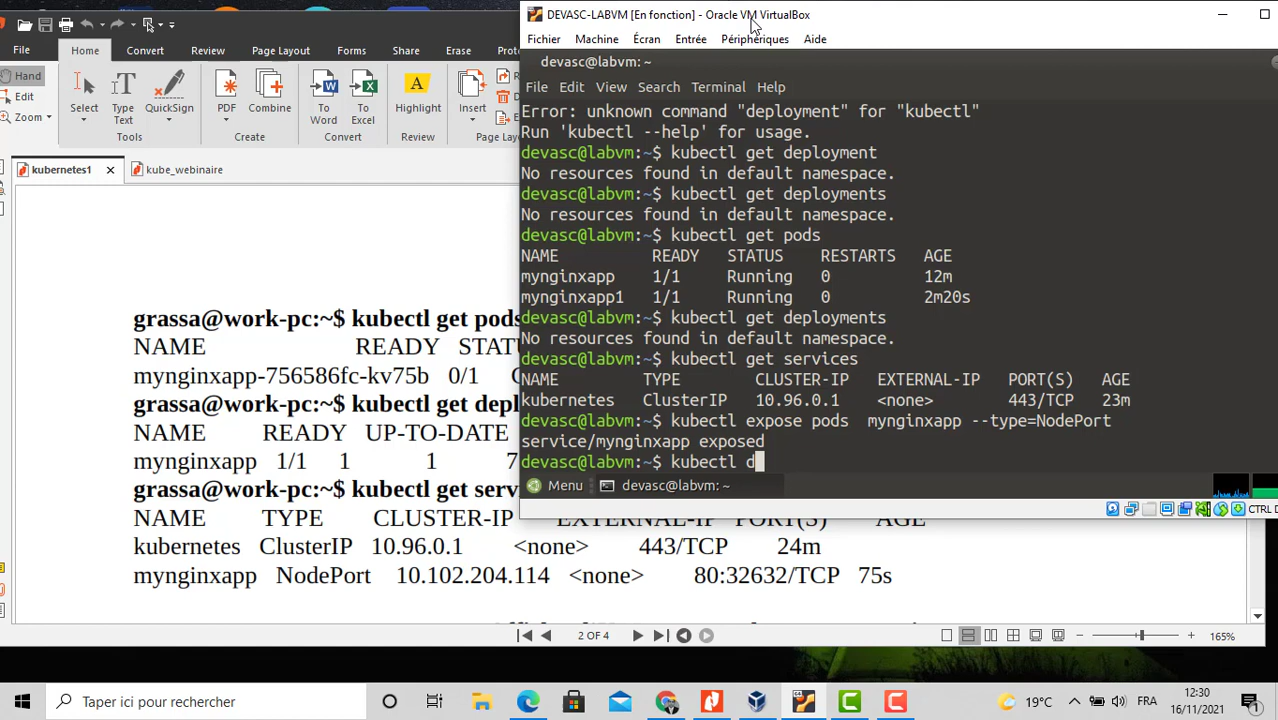 DEVASC-LABVM [En fonction] - Oracle VM VirtualBox
Fichier Machine Écran Entrée Périphériques Aide
File Home Convert Review Page Layout Forms Share Erase
Hand
Edit
Zoom
Select
Type Text
QuickSign
PDF
Combine
To Word
To Excel
Highlight
Insert
Tools Convert Review
kubernetes1 kube_webinaire
devasc@labvm: ~
File Edit View Search Terminal Help
Error: unknown command "deployment" for "kubectl"
Run 'kubectl --help' for usage.
devasc@labvm:~$ kubectl get deployment
No resources found in default namespace.
devasc@labvm:~$ kubectl get deployments
No resources found in default namespace.
devasc@labvm:~$ kubectl get pods
NAME READY STATUS RESTARTS AGE
mynginxapp 1/1 Running 0 12m
mynginxapp1 1/1 Running 0 2m20s
devasc@labvm:~$ kubectl get deployments
No resources found in default namespace.
devasc@labvm:~$ kubectl get services
NAME TYPE CLUSTER-IP EXTERNAL-IP PORT(S) AGE
kubernetes ClusterIP 10.96.0.1 <none> 443/TCP 23m
devasc@labvm:~$ kubectl expose pods mynginxapp --type=NodePort
service/mynginxapp exposed
devasc@labvm:~$ kubectl d
Menu devasc@labvm: ~
CTRL D
grassa@work-pc:~$ kubectl get pods
NAME READY
mynginxapp-756586fc-kv75b 0/1
grassa@work-pc:~$ kubectl get
NAME READY UP-TO-DATE
mynginxapp 1/1 1 1 7
grassa@work-pc:~$ kubectl get
NAME TYPE CLUSTER-IP EXTERNAL-IP PORT(S) AGE
kubernetes ClusterIP 10.96.0.1 <none> 443/TCP 24m
mynginxapp NodePort 10.102.204.114 <none> 80:32632/TCP 75s
2 OF 4
165%
Taper ici pour rechercher
19°C
FRA
12:30
16/11/2021